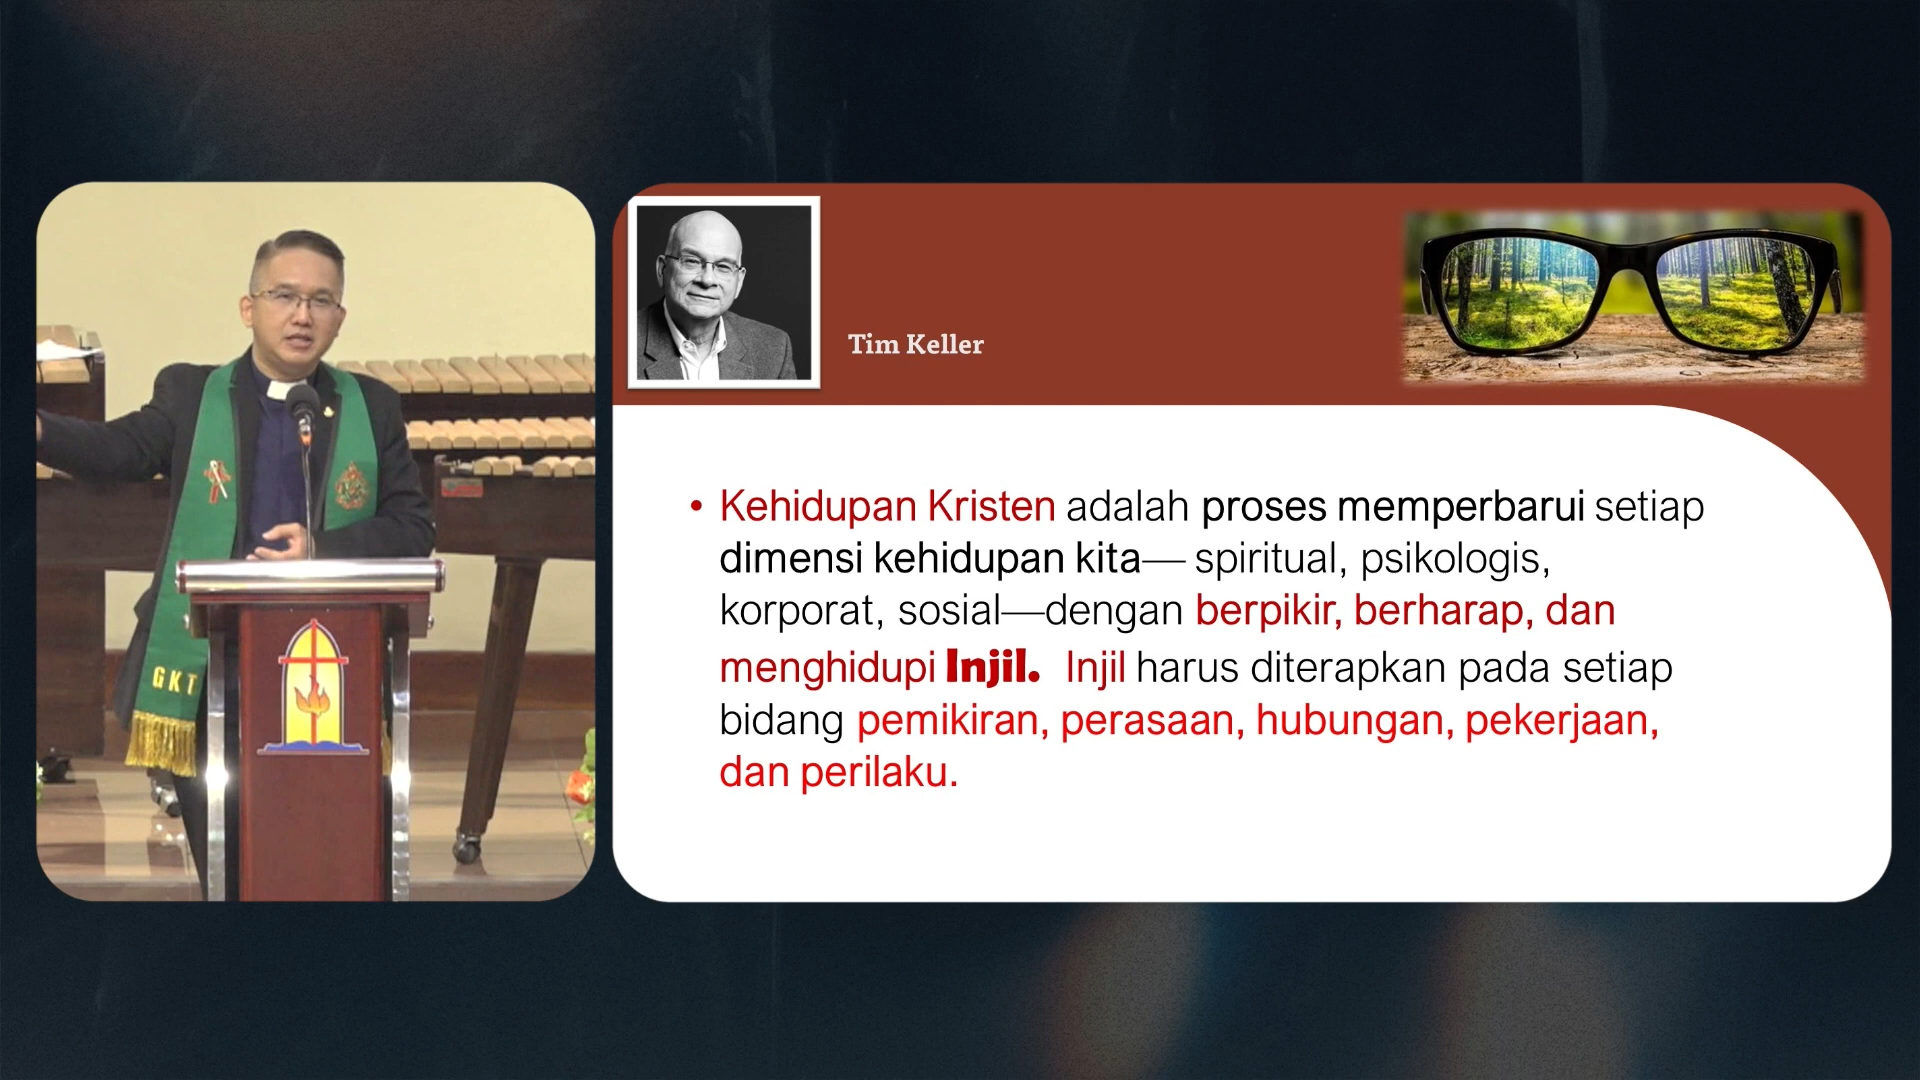 GKT
Tim Keller
• Kehidupan Kristen adalah proses memperbarui setiap
dimensi kehidupan kita— spiritual, psikologis,
korporat, sosial—dengan berpikir, berharap, dan
menghidupi Injil. Injil harus diterapkan pada setiap
bidang pemikiran, perasaan, hubungan, pekerjaan,
dan perilaku.